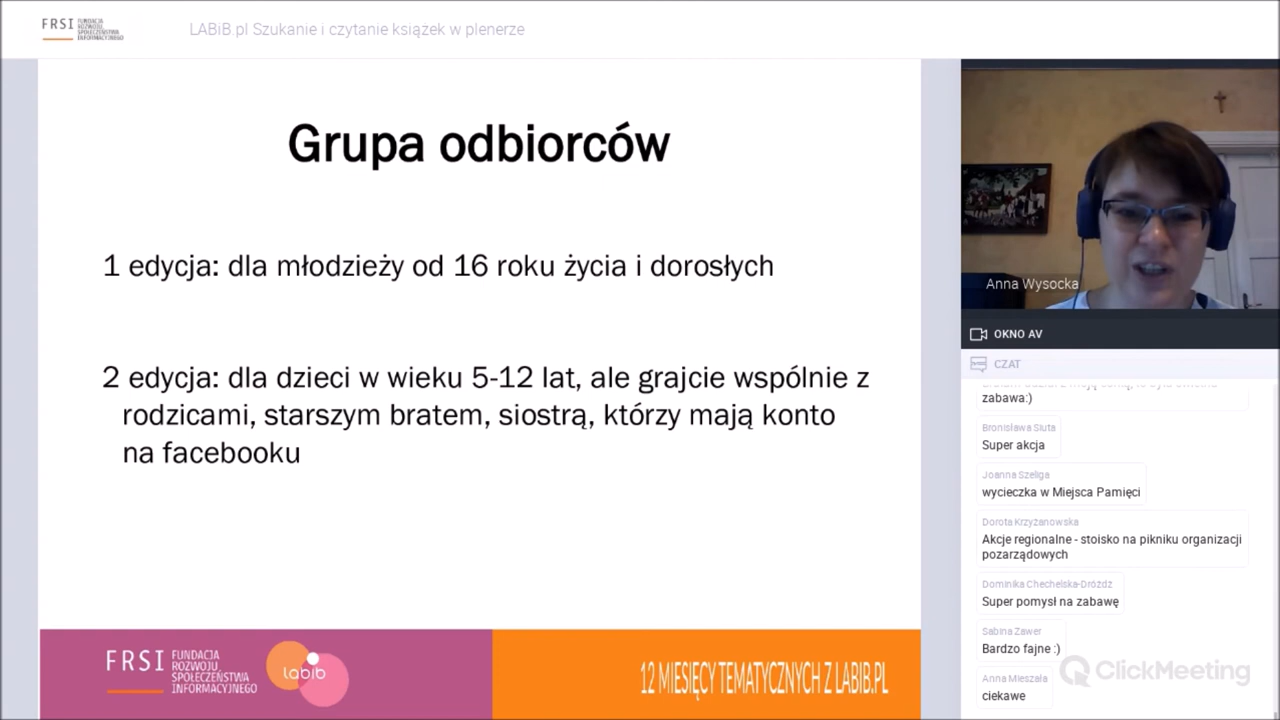 FRSI FUNDACJA
ROZWOJU
SPOŁECZEŃSTWA
INFORMACYJNEGO
LABiB.pl Szukanie i czytanie książek w plenerze
Grupa odbiorców
1 edycja: dla młodzieży od 16 roku życia i dorosłych
2 edycja: dla dzieci w wieku 5-12 lat, ale grajcie wspólnie z
rodzicami, starszym bratem, siostrą, którzy mają konto
na facebooku
FRSI FUNDACJA
ROZWOJU
SPOŁECZEŃSTWA
INFORMACYJNEGO
labib
12 MIESIĘCY TEMATYCZNYCH Z LABIB.PL
Anna Wysocka
OKNO AV
CZAT
zabawa:)
Bronisława Sluta
Super akcja
Joanna Szeliga
wycieczka w Miejsca Pamięci
Dorota Krzyżanowska
Akcje regionalne - stoisko na pikniku organizacji
pozarządowych
Dominika Chechelska-Dróżdż
Super pomysł na zabawę
Sabina Zawer
Bardzo fajne :)
Anna Mieszała
ciekawe
ClickMeeting